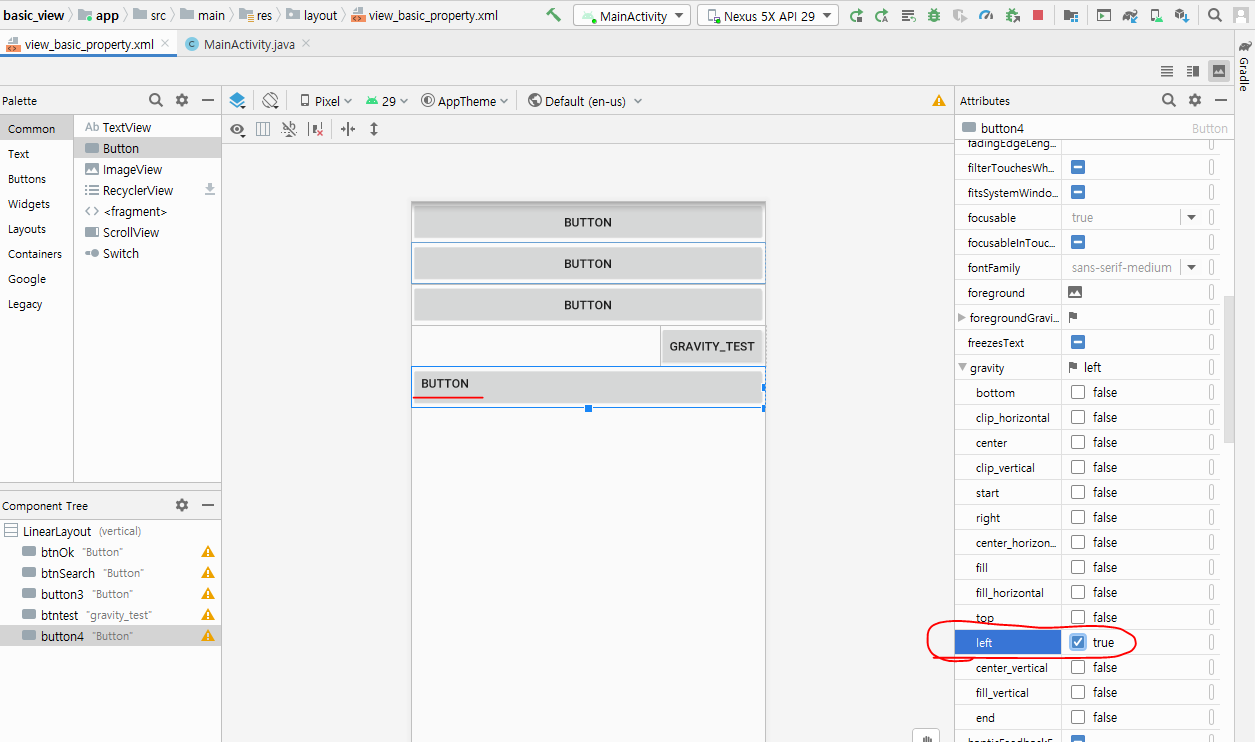 basic_view app src main res layout view_basic_property.xml MainActivity Nexus 5X API 29
view_basic_property.xml MainActivity.java
Gradle
Palette
Common
Text
Buttons
Widgets
Layouts
Containers
Google
Legacy
Ab TextView
Button
ImageView
RecyclerView
<fragment>
ScrollView
Switch
Pixel 29 AppTheme Default (en-us)
BUTTON
BUTTON
BUTTON
GRAVITY_TEST
BUTTON
Component Tree
LinearLayout (vertical)
btnOk "Button"
btnSearch "Button"
button3 "Button"
btntest "gravity_test"
button4 "Button"
Attributes
button4 Button
fadingEdgeLeng...
filterTouchesWh...
fitsSystemWindo...
focusable true
focusableInTouc...
fontFamily sans-serif-medium
foreground
foregroundGravi...
freezesText
gravity left
bottom false
clip_horizontal false
center false
clip_vertical false
start false
right false
center_horizon... false
fill false
fill_horizontal false
top false
left true
center_vertical false
fill_vertical false
end false